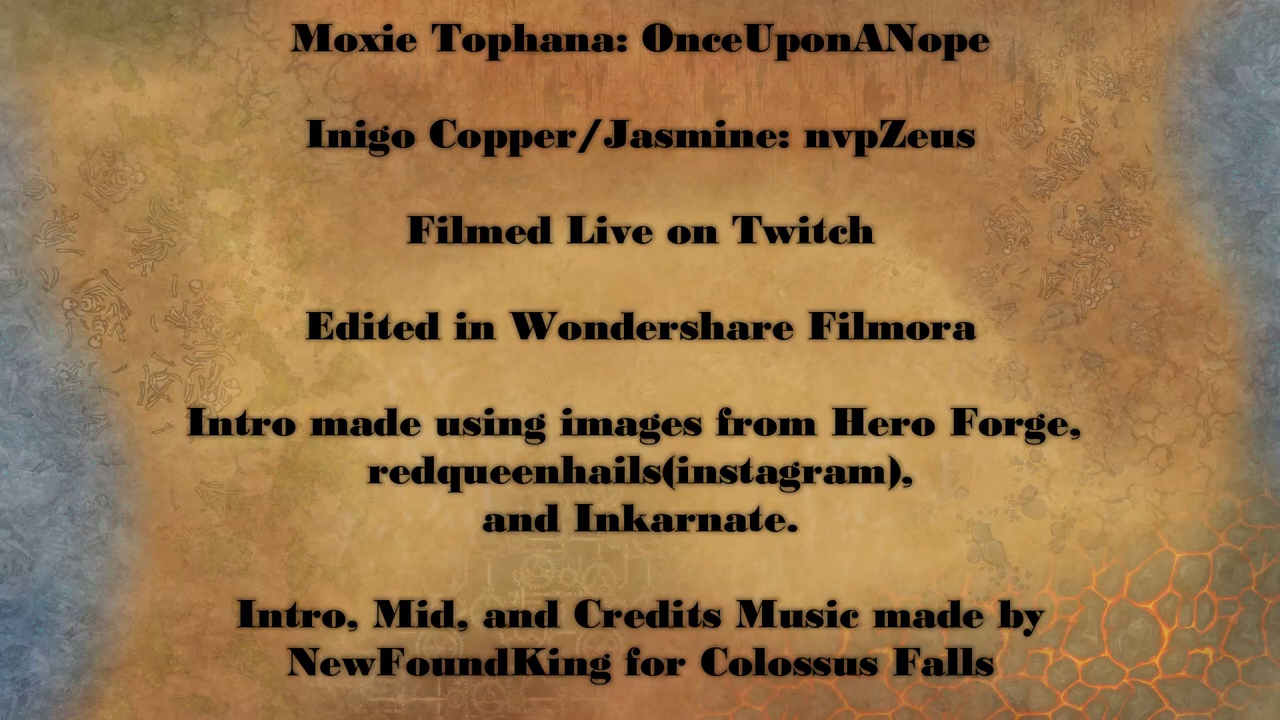 Moxie Tophana: OnceUponANope
Inigo Copper/Jasmine: nvpZeus
Filmed Live on Twitch
Edited in Wondershare Filmora
Intro made using images from Hero Forge,
redqueenhails(instagram),
and Inkarnate.
Intro, Mid, and Credits Music made by
NewFoundKing for Colossus Falls